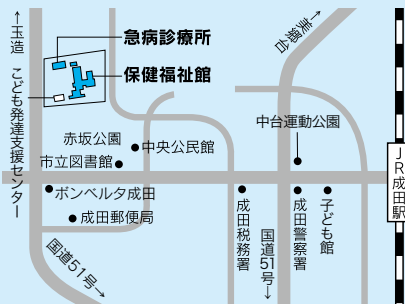 ←玉造
こども発達支援センター
急病診療所
保健福祉館
←美郷台
赤坂公園
中央公民館
市立図書館
中台運動公園
ボンベルタ成田
成田郵便局
成田税務署
国道51号→
成田警察署
子ども館
JR成田駅
国道51号→